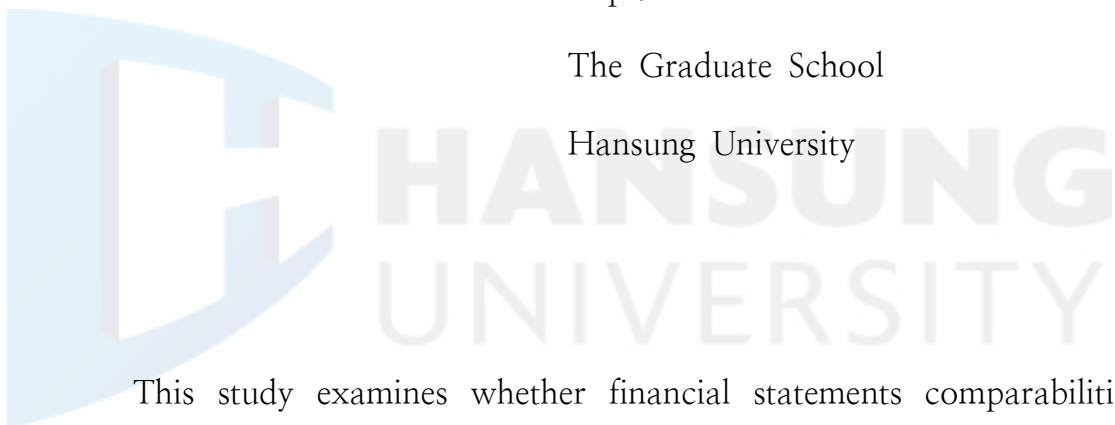 The Graduate School
Hansung University
HANSUNG
UNIVERSITY
This study examines whether financial statements comparabiliti